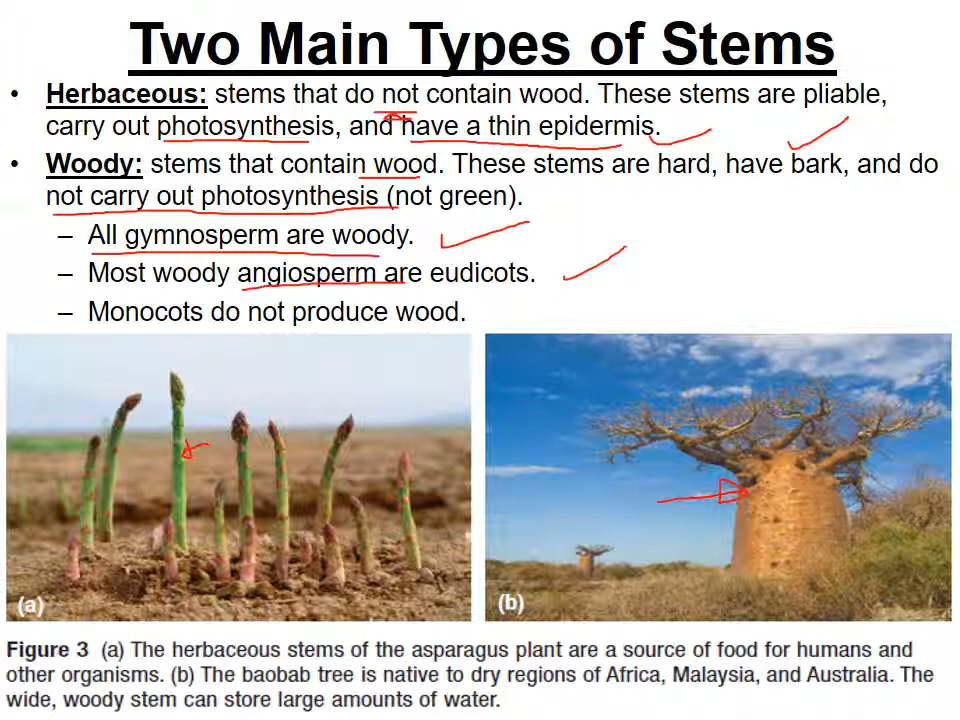 Two Main Types of Stems
• Herbaceous: stems that do not contain wood. These stems are pliable,
carry out photosynthesis, and have a thin epidermis.
• Woody: stems that contain wood. These stems are hard, have bark, and do
not carry out photosynthesis (not green).
– All gymnosperm are woody.
– Most woody angiosperm are eudicots.
– Monocots do not produce wood.
(a)
(b)
Figure 3 (a) The herbaceous stems of the asparagus plant are a source of food for humans and
other organisms. (b) The baobab tree is native to dry regions of Africa, Malaysia, and Australia. The
wide, woody stem can store large amounts of water.